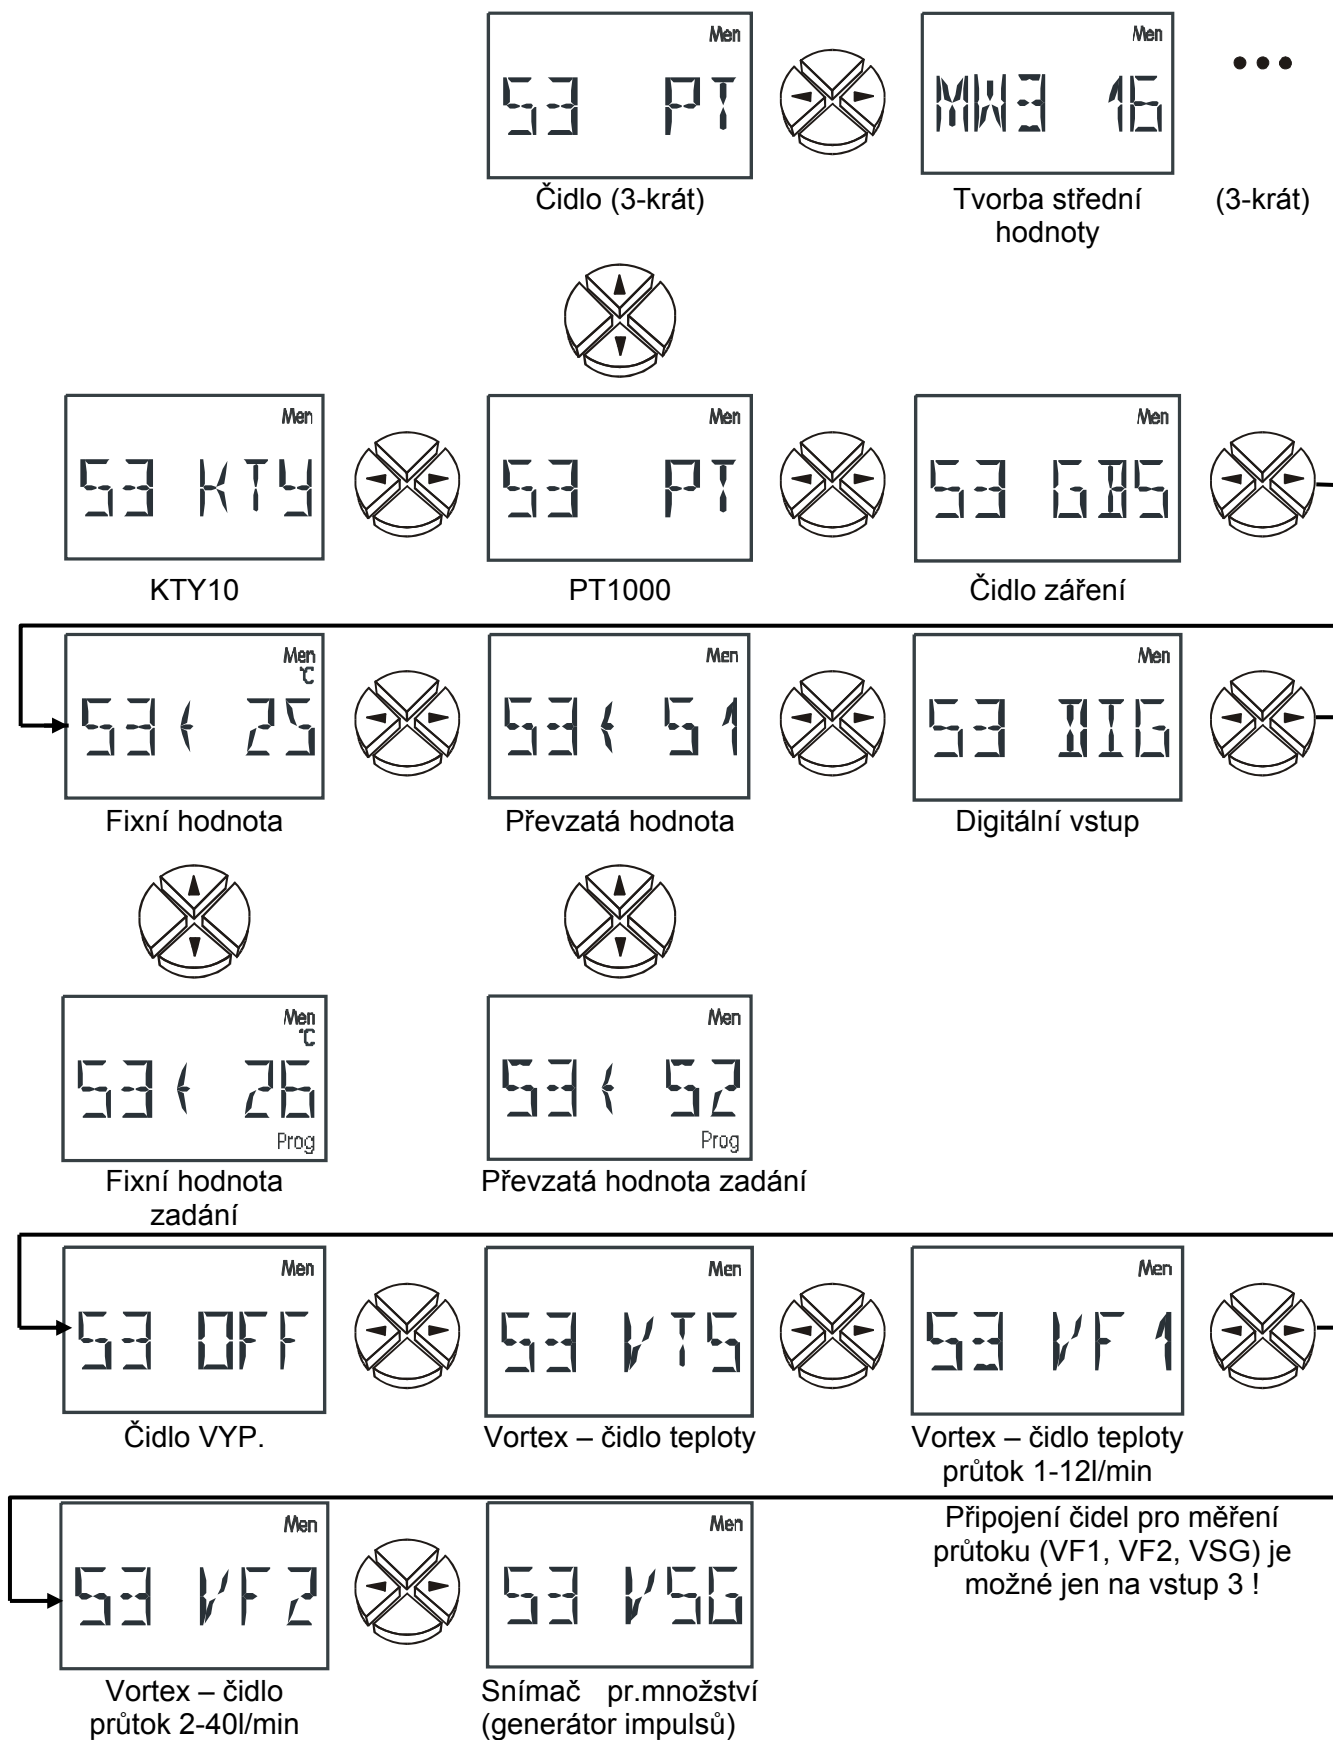 Men
Men
S3 PT
MW3 16
Čidlo (3-krát)
Tvorba střední
hodnoty
(3-krát)
Men
Men
Men
S3 KTY
S3 PT
S3 GBS
KTY10
PT1000
Čidlo záření
Men
°C
Men
Men
S3 < 25
S3 < S1
S3 DIG
Fixní hodnota
Převzatá hodnota
Digitální vstup
Men
°C
Men
S3 < 26
S3 < S2
Prog
Prog
Fixní hodnota
zadání
Převzatá hodnota zadání
Men
Men
Men
S3 OFF
S3 VTS
S3 VF1
Čidlo VYP.
Vortex – čidlo teploty
Vortex – čidlo teploty
průtok 1-12l/min
Men
Men
S3 VF2
S3 VSG
Připojení čidel pro měření
průtoku (VF1, VF2, VSG) je
možné jen na vstup 3 !
Vortex – čidlo
průtok 2-40l/min
Snímač pr.množství
(generátor impulsů)